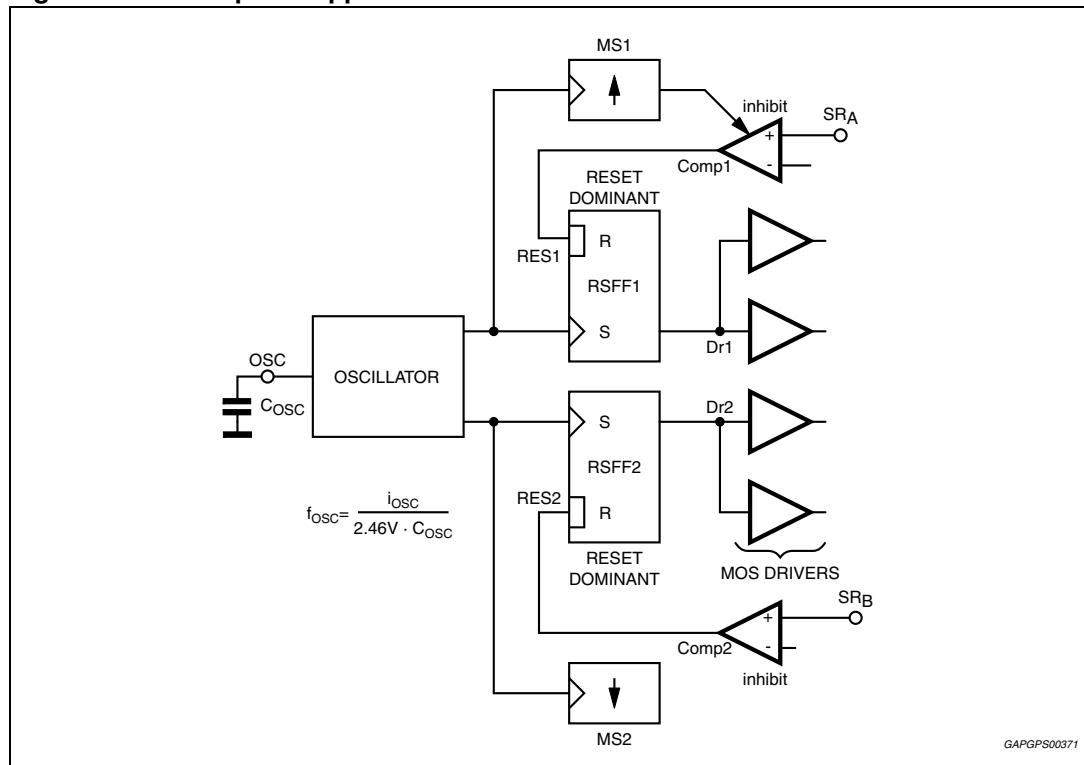 MS1
inhibit
SRA
+
-
Comp1
RESET
DOMINANT
R
RES1
RSFF1
S
Dr1
OSC
OSCILLATOR
COSC
Dr2
S
RSFF2
RES2
R
fOSC= iOSC / 2.46V · COSC
RESET
DOMINANT
MOS DRIVERS
SRB
+
-
Comp2
inhibit
MS2
GAPGPS00371